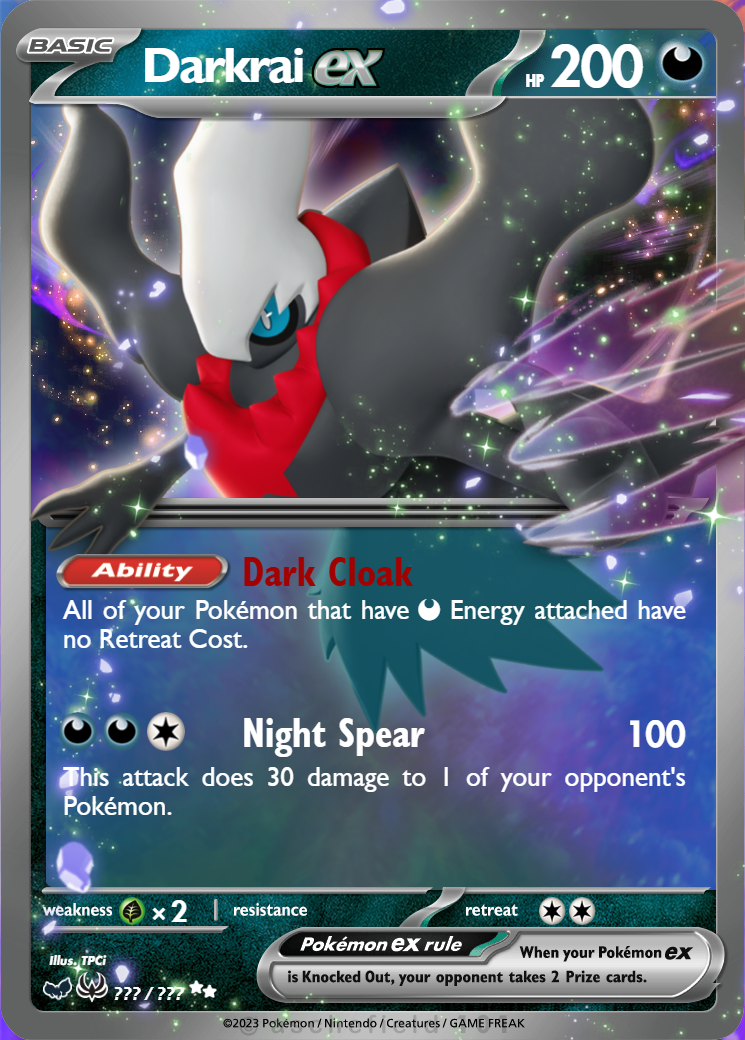 BASIC Darkrai ex HP 200
Ability Dark Cloak
All of your Pokémon that have Energy attached have
no Retreat Cost.
Night Spear 100
This attack does 30 damage to 1 of your opponent's
Pokémon.
weakness ×2 resistance retreat
Pokémon ex rule When your Pokémon ex
is Knocked Out, your opponent takes 2 Prize cards.
Illus. TPCi
??? / ???
©2023 Pokémon / Nintendo / Creatures / GAME FREAK